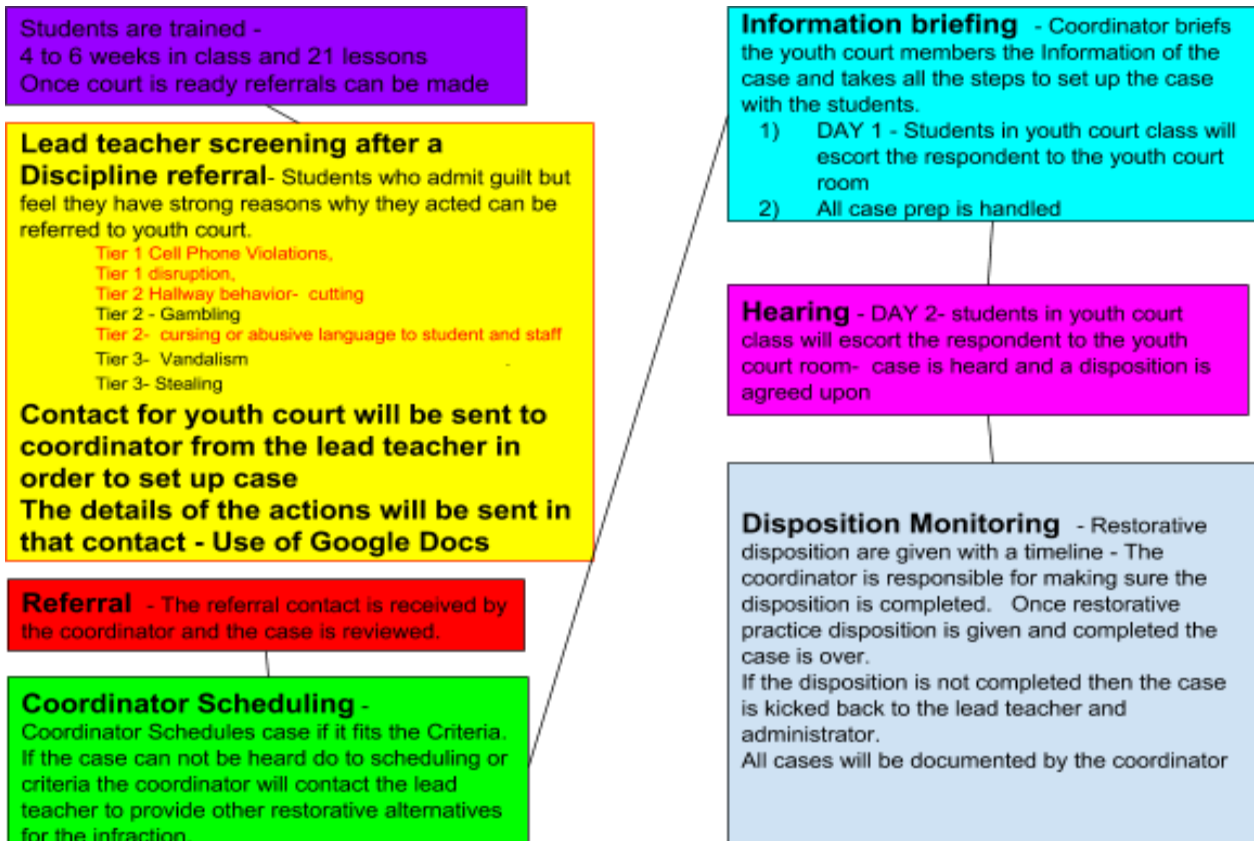 Students are trained -
4 to 6 weeks in class and 21 lessons
Once court is ready referrals can be made
Lead teacher screening after a
Discipline referral- Students who admit guilt but
feel they have strong reasons why they acted can be
referred to youth court.
Tier 1 Cell Phone Violations,
Tier 1 disruption,
Tier 2 Hallway behavior- cutting
Tier 2 - Gambling
Tier 2- cursing or abusive language to student and staff
Tier 3- Vandalism
Tier 3- Stealing
Contact for youth court will be sent to
coordinator from the lead teacher in
order to set up case
The details of the actions will be sent in
that contact - Use of Google Docs
Referral - The referral contact is received by
the coordinator and the case is reviewed.
Coordinator Scheduling -
Coordinator Schedules case if it fits the Criteria.
If the case can not be heard do to scheduling or
criteria the coordinator will contact the lead
teacher to provide other restorative alternatives
for the infraction.
Information briefing - Coordinator briefs
the youth court members the Information of the
case and takes all the steps to set up the case
with the students.
1) DAY 1 - Students in youth court class will
escort the respondent to the youth court
room
2) All case prep is handled
Hearing - DAY 2- students in youth court
class will escort the respondent to the youth
court room- case is heard and a disposition is
agreed upon
Disposition Monitoring - Restorative
disposition are given with a timeline - The
coordinator is responsible for making sure the
disposition is completed. Once restorative
practice disposition is given and completed the
case is over.
If the disposition is not completed then the case
is kicked back to the lead teacher and
administrator.
All cases will be documented by the coordinator